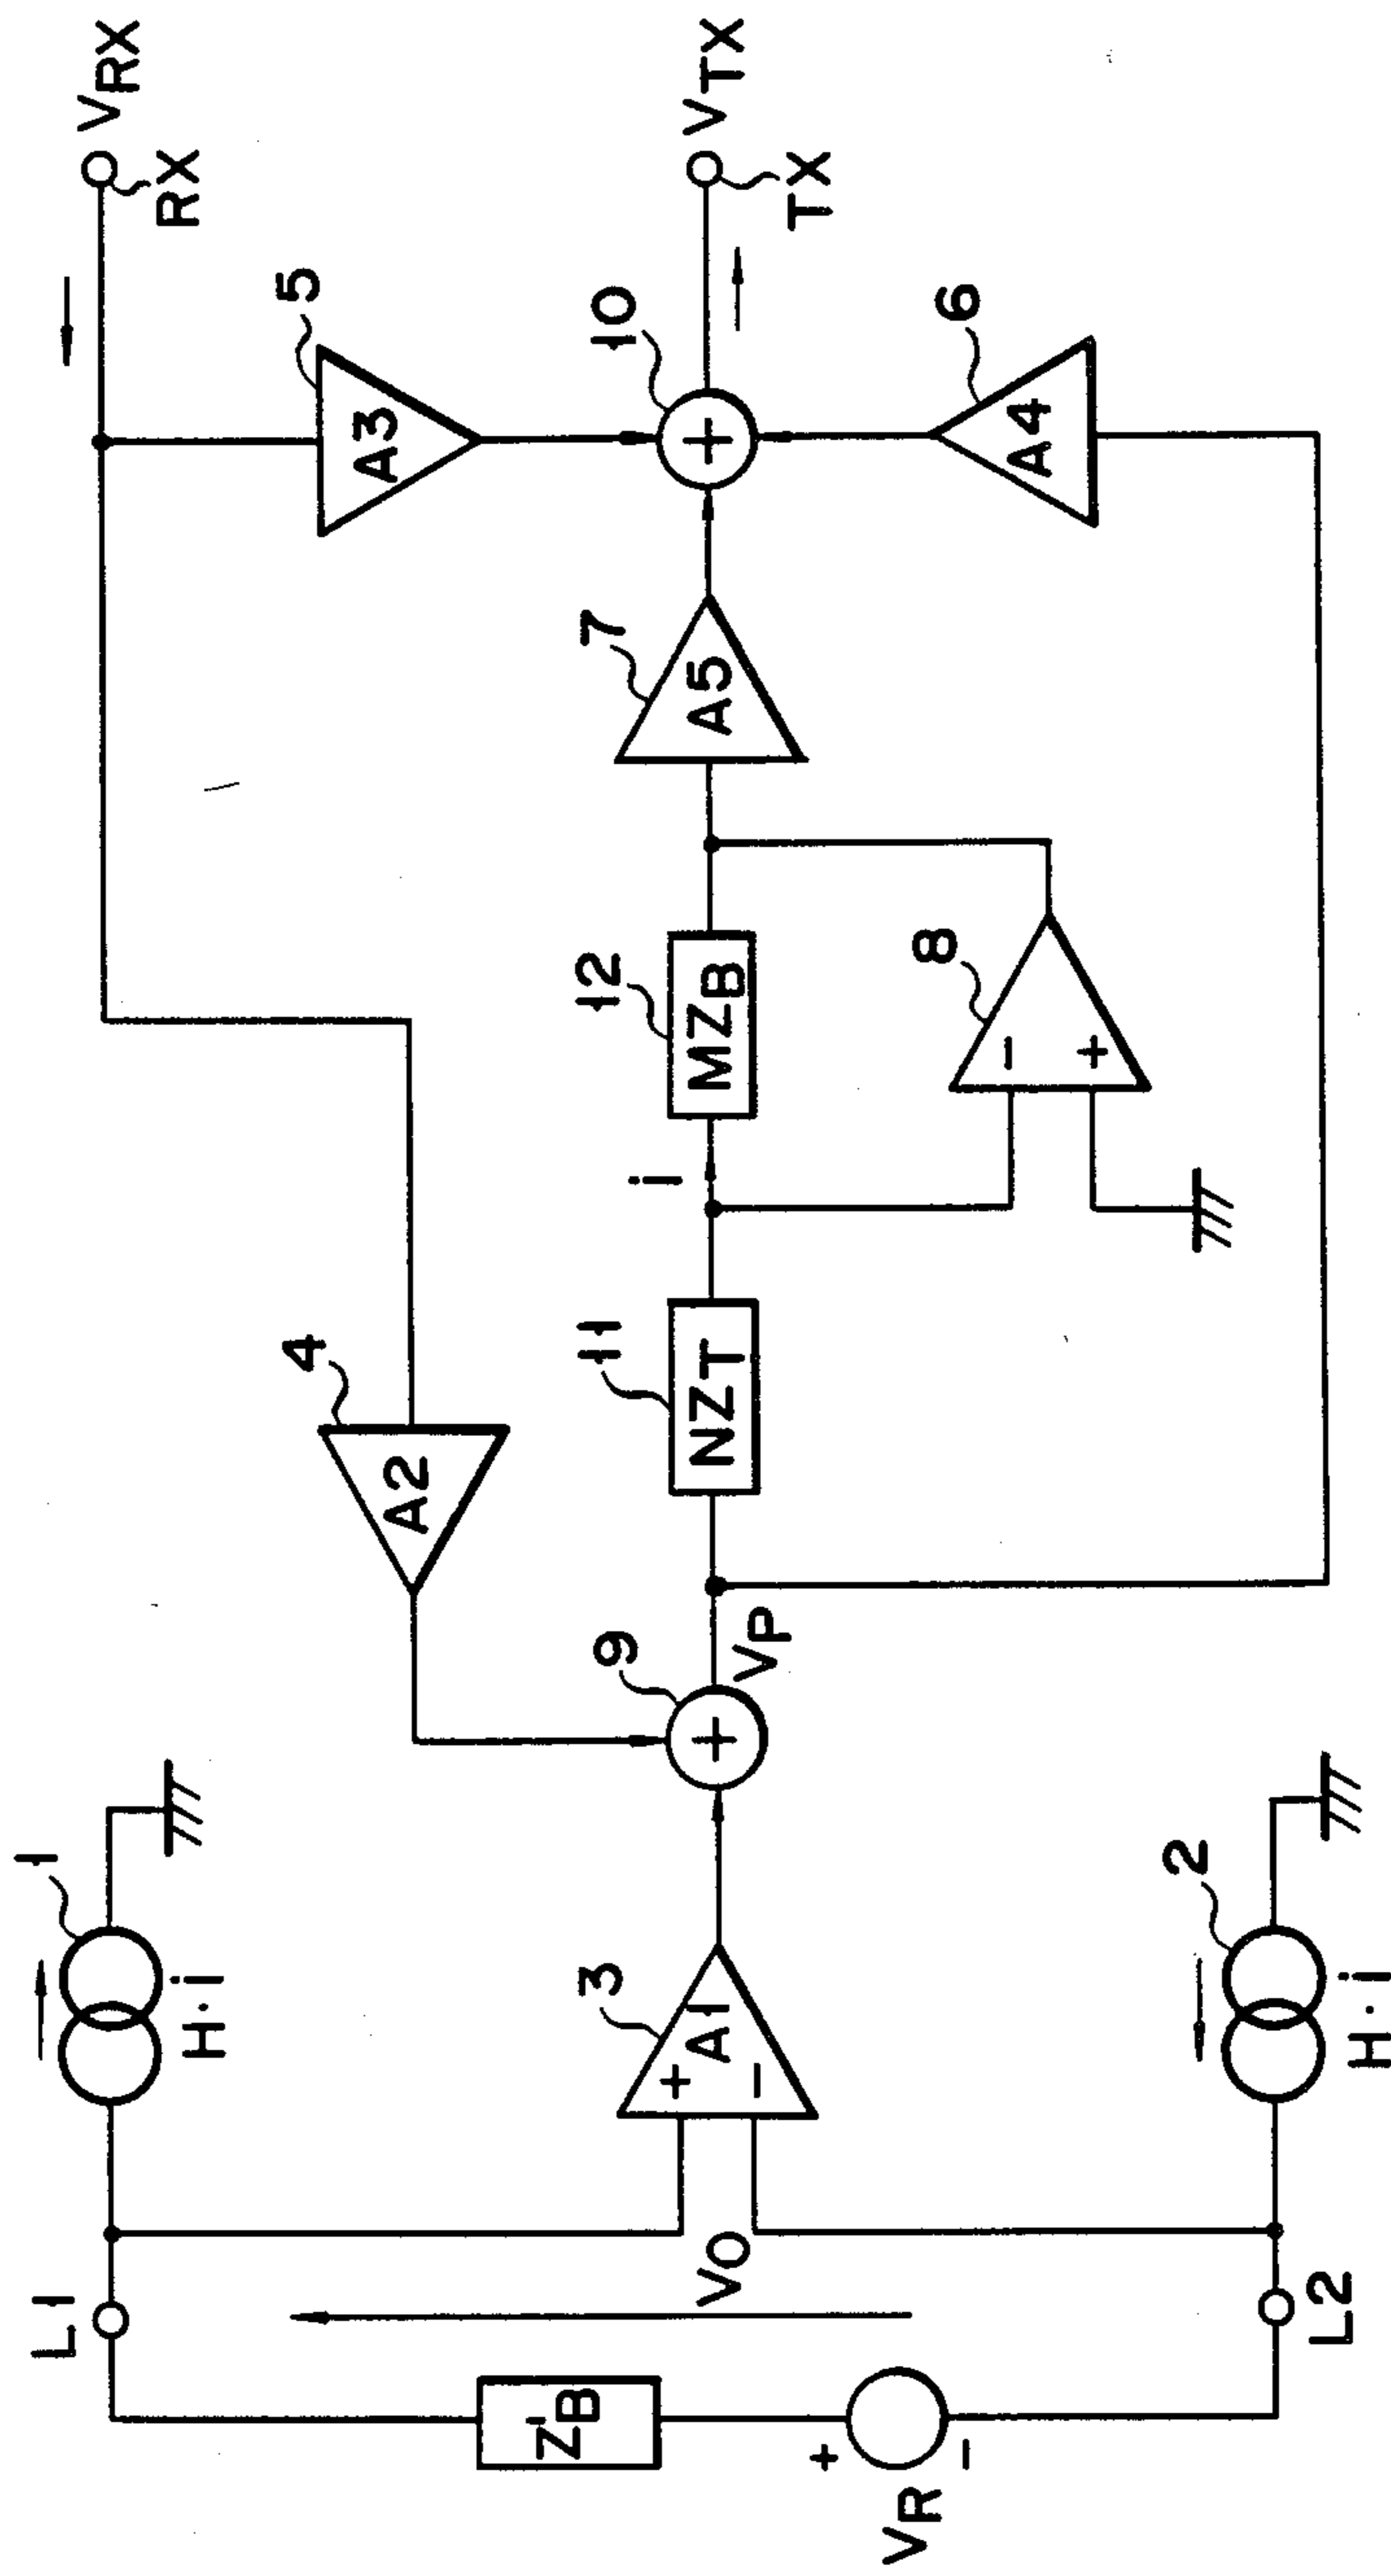 VRX
RX
5
A3
10
VTX
TX
6
A4
7
A5
8
- +
12
MZB
i
11
NZT
4
A2
9
VP
1
H·i
2
H·i
3
A1
+ -
L1
VO
L2
Z'B
+
VR
-